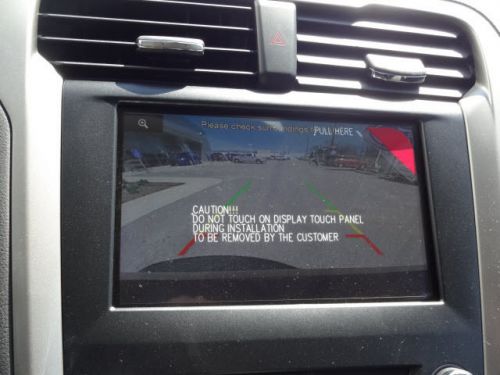 Please check surroundings
PULL HERE
CAUTION!!!
DO NOT TOUCH ON DISPLAY TOUCH PANEL
DURING INSTALLATION
TO BE REMOVED BY THE CUSTOMER